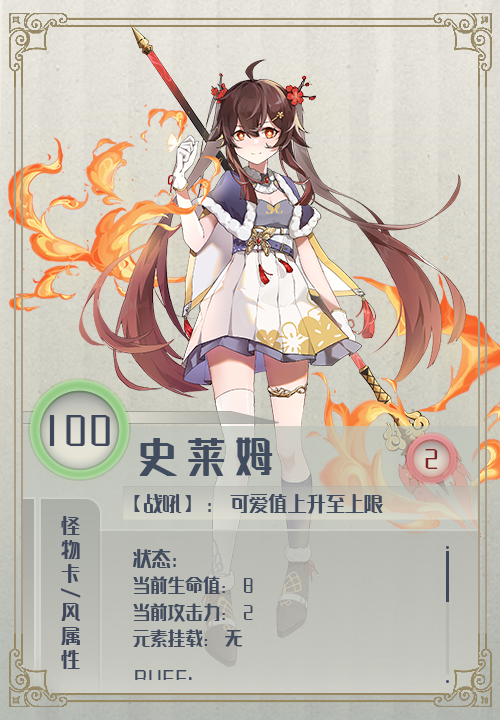 100
史莱姆
2
【战吼】：可爱值上升至上限
怪物卡/风属性
状态:
当前生命值: 8
当前攻击力: 2
元素挂载: 无
BUFF: